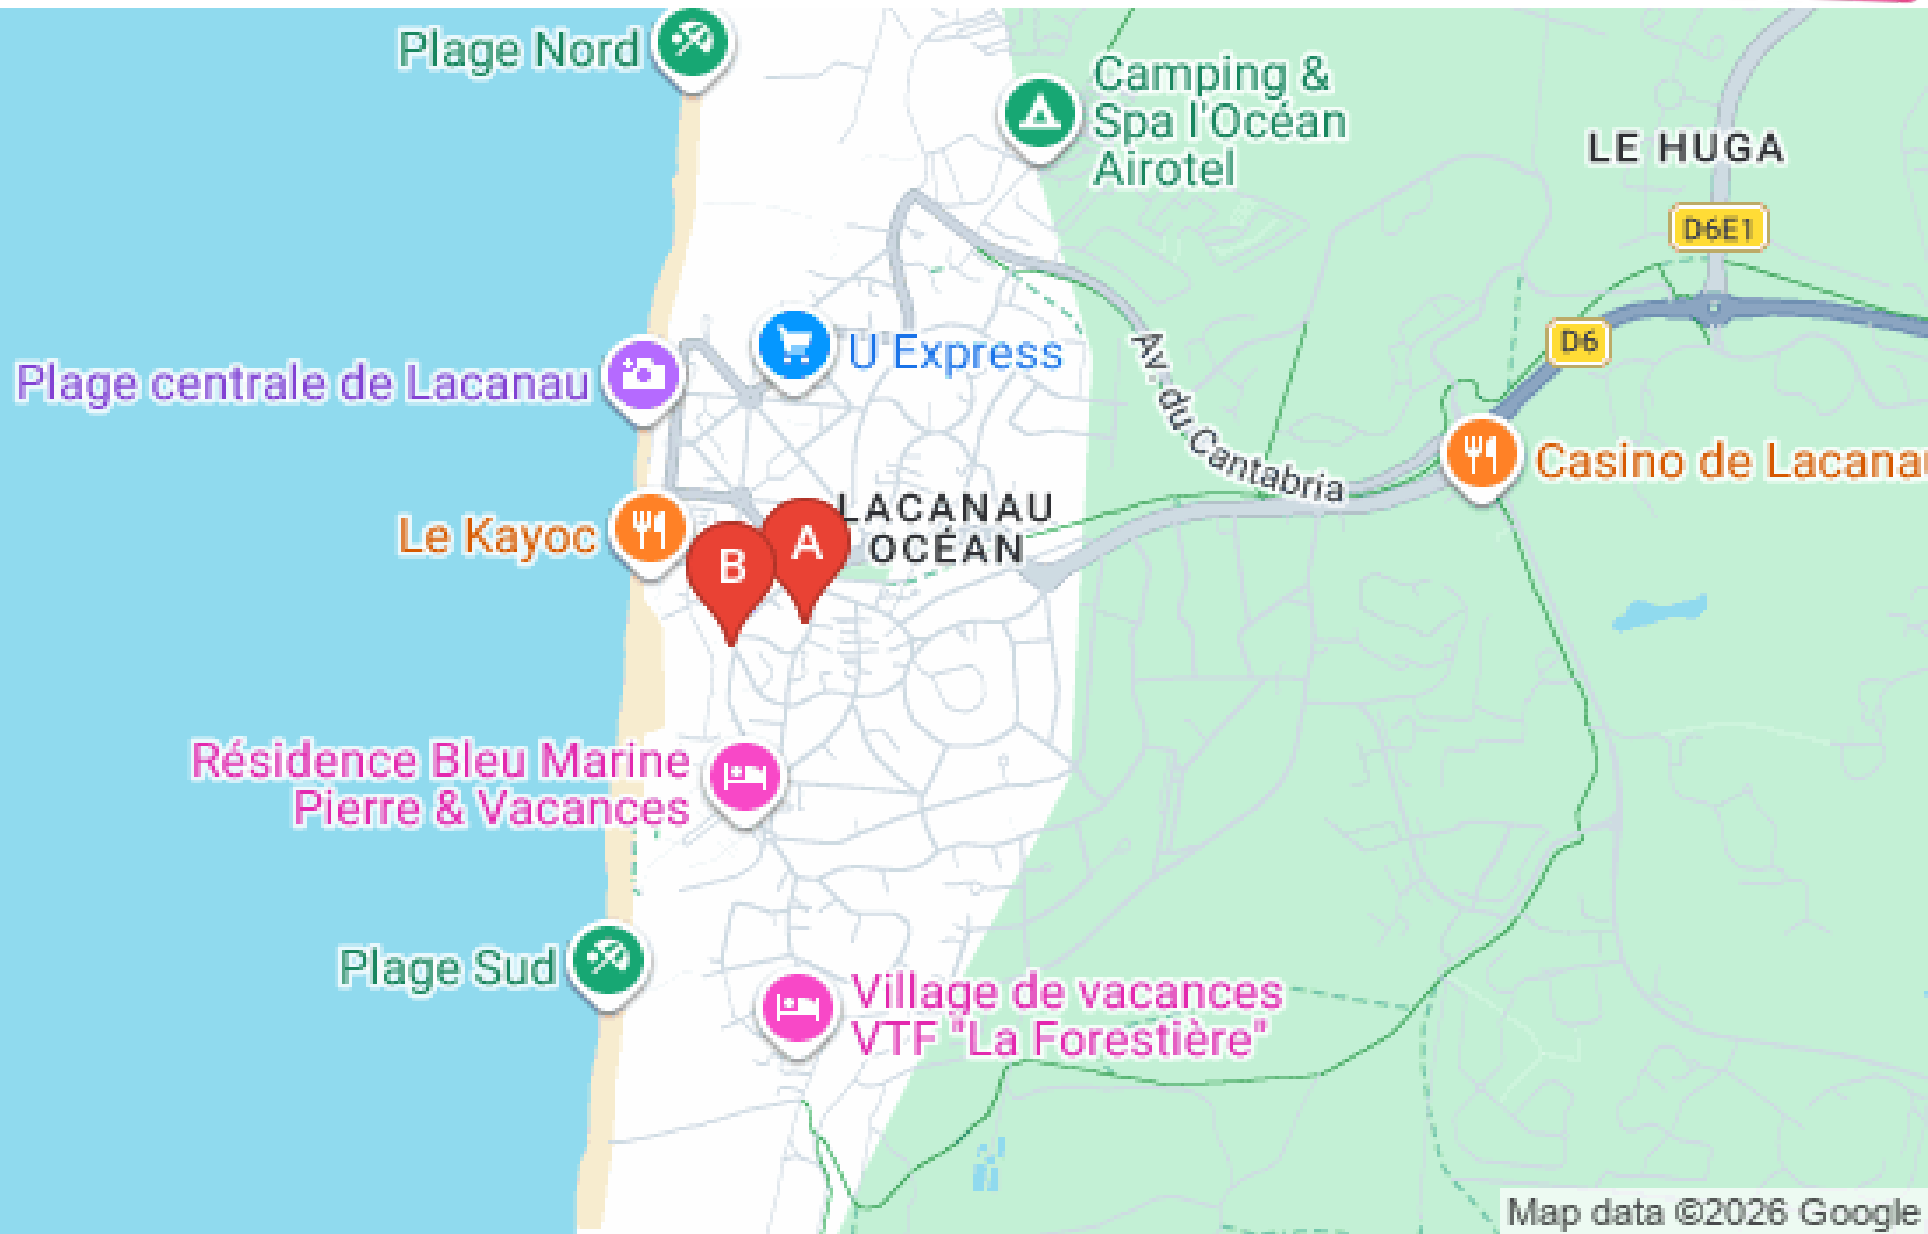 Plage Nord
Camping &
Spa l'Océan
Airotel
LE HUGA
D6E1
D6
U Express
Plage centrale de Lacanau
Av. du Cantabria
Casino de Lacanau
LACANAU
OCÉAN
Le Kayoc
B
A
Résidence Bleu Marine
Pierre & Vacances
Plage Sud
Village de vacances
VTF "La Forestière"
Map data ©2026 Google